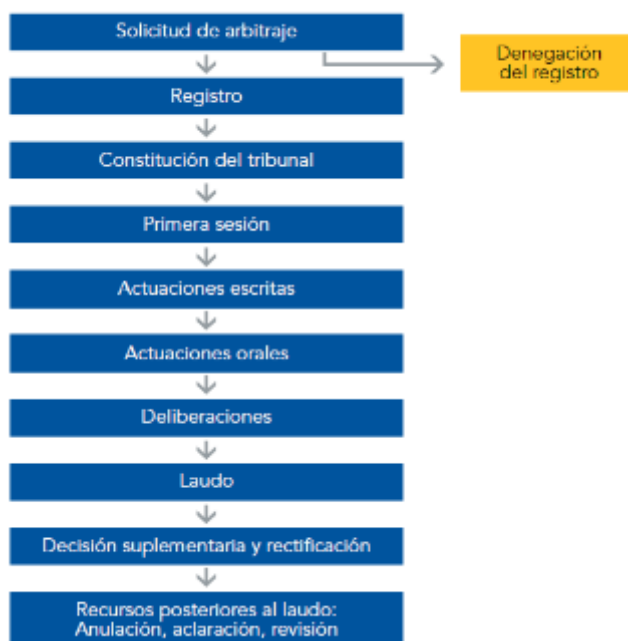 Solicitud de arbitraje
Denegación
del registro
Registro
Constitución del tribunal
Primera sesión
Actuaciones escritas
Actuaciones orales
Deliberaciones
Laudo
Decisión suplementaria y rectificación
Recursos posteriores al laudo:
Anulación, aclaración, revisión